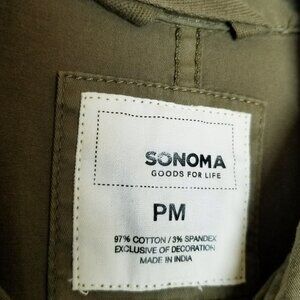 SONOMA
GOODS FOR LIFE
PM
97% COTTON / 3% SPANDEX
EXCLUSIVE OF DECORATION
MADE IN INDIA